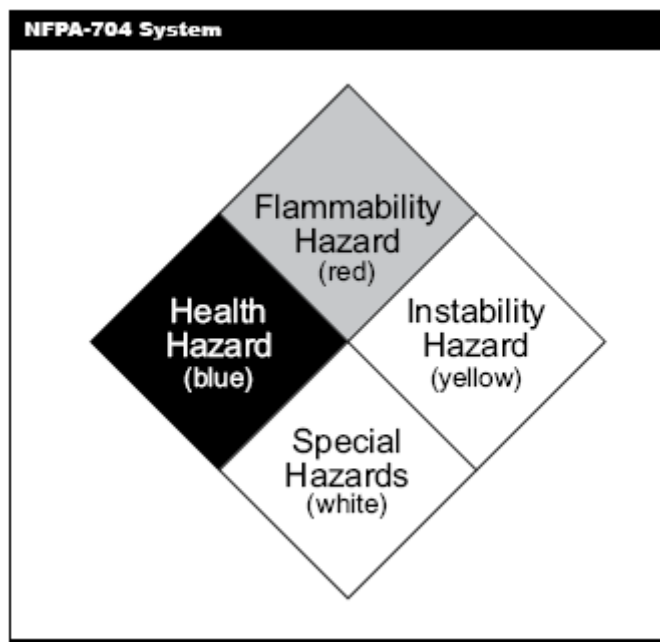 NFPA-704 System
Flammability
Hazard
(red)
Health
Hazard
(blue)
Instability
Hazard
(yellow)
Special
Hazards
(white)